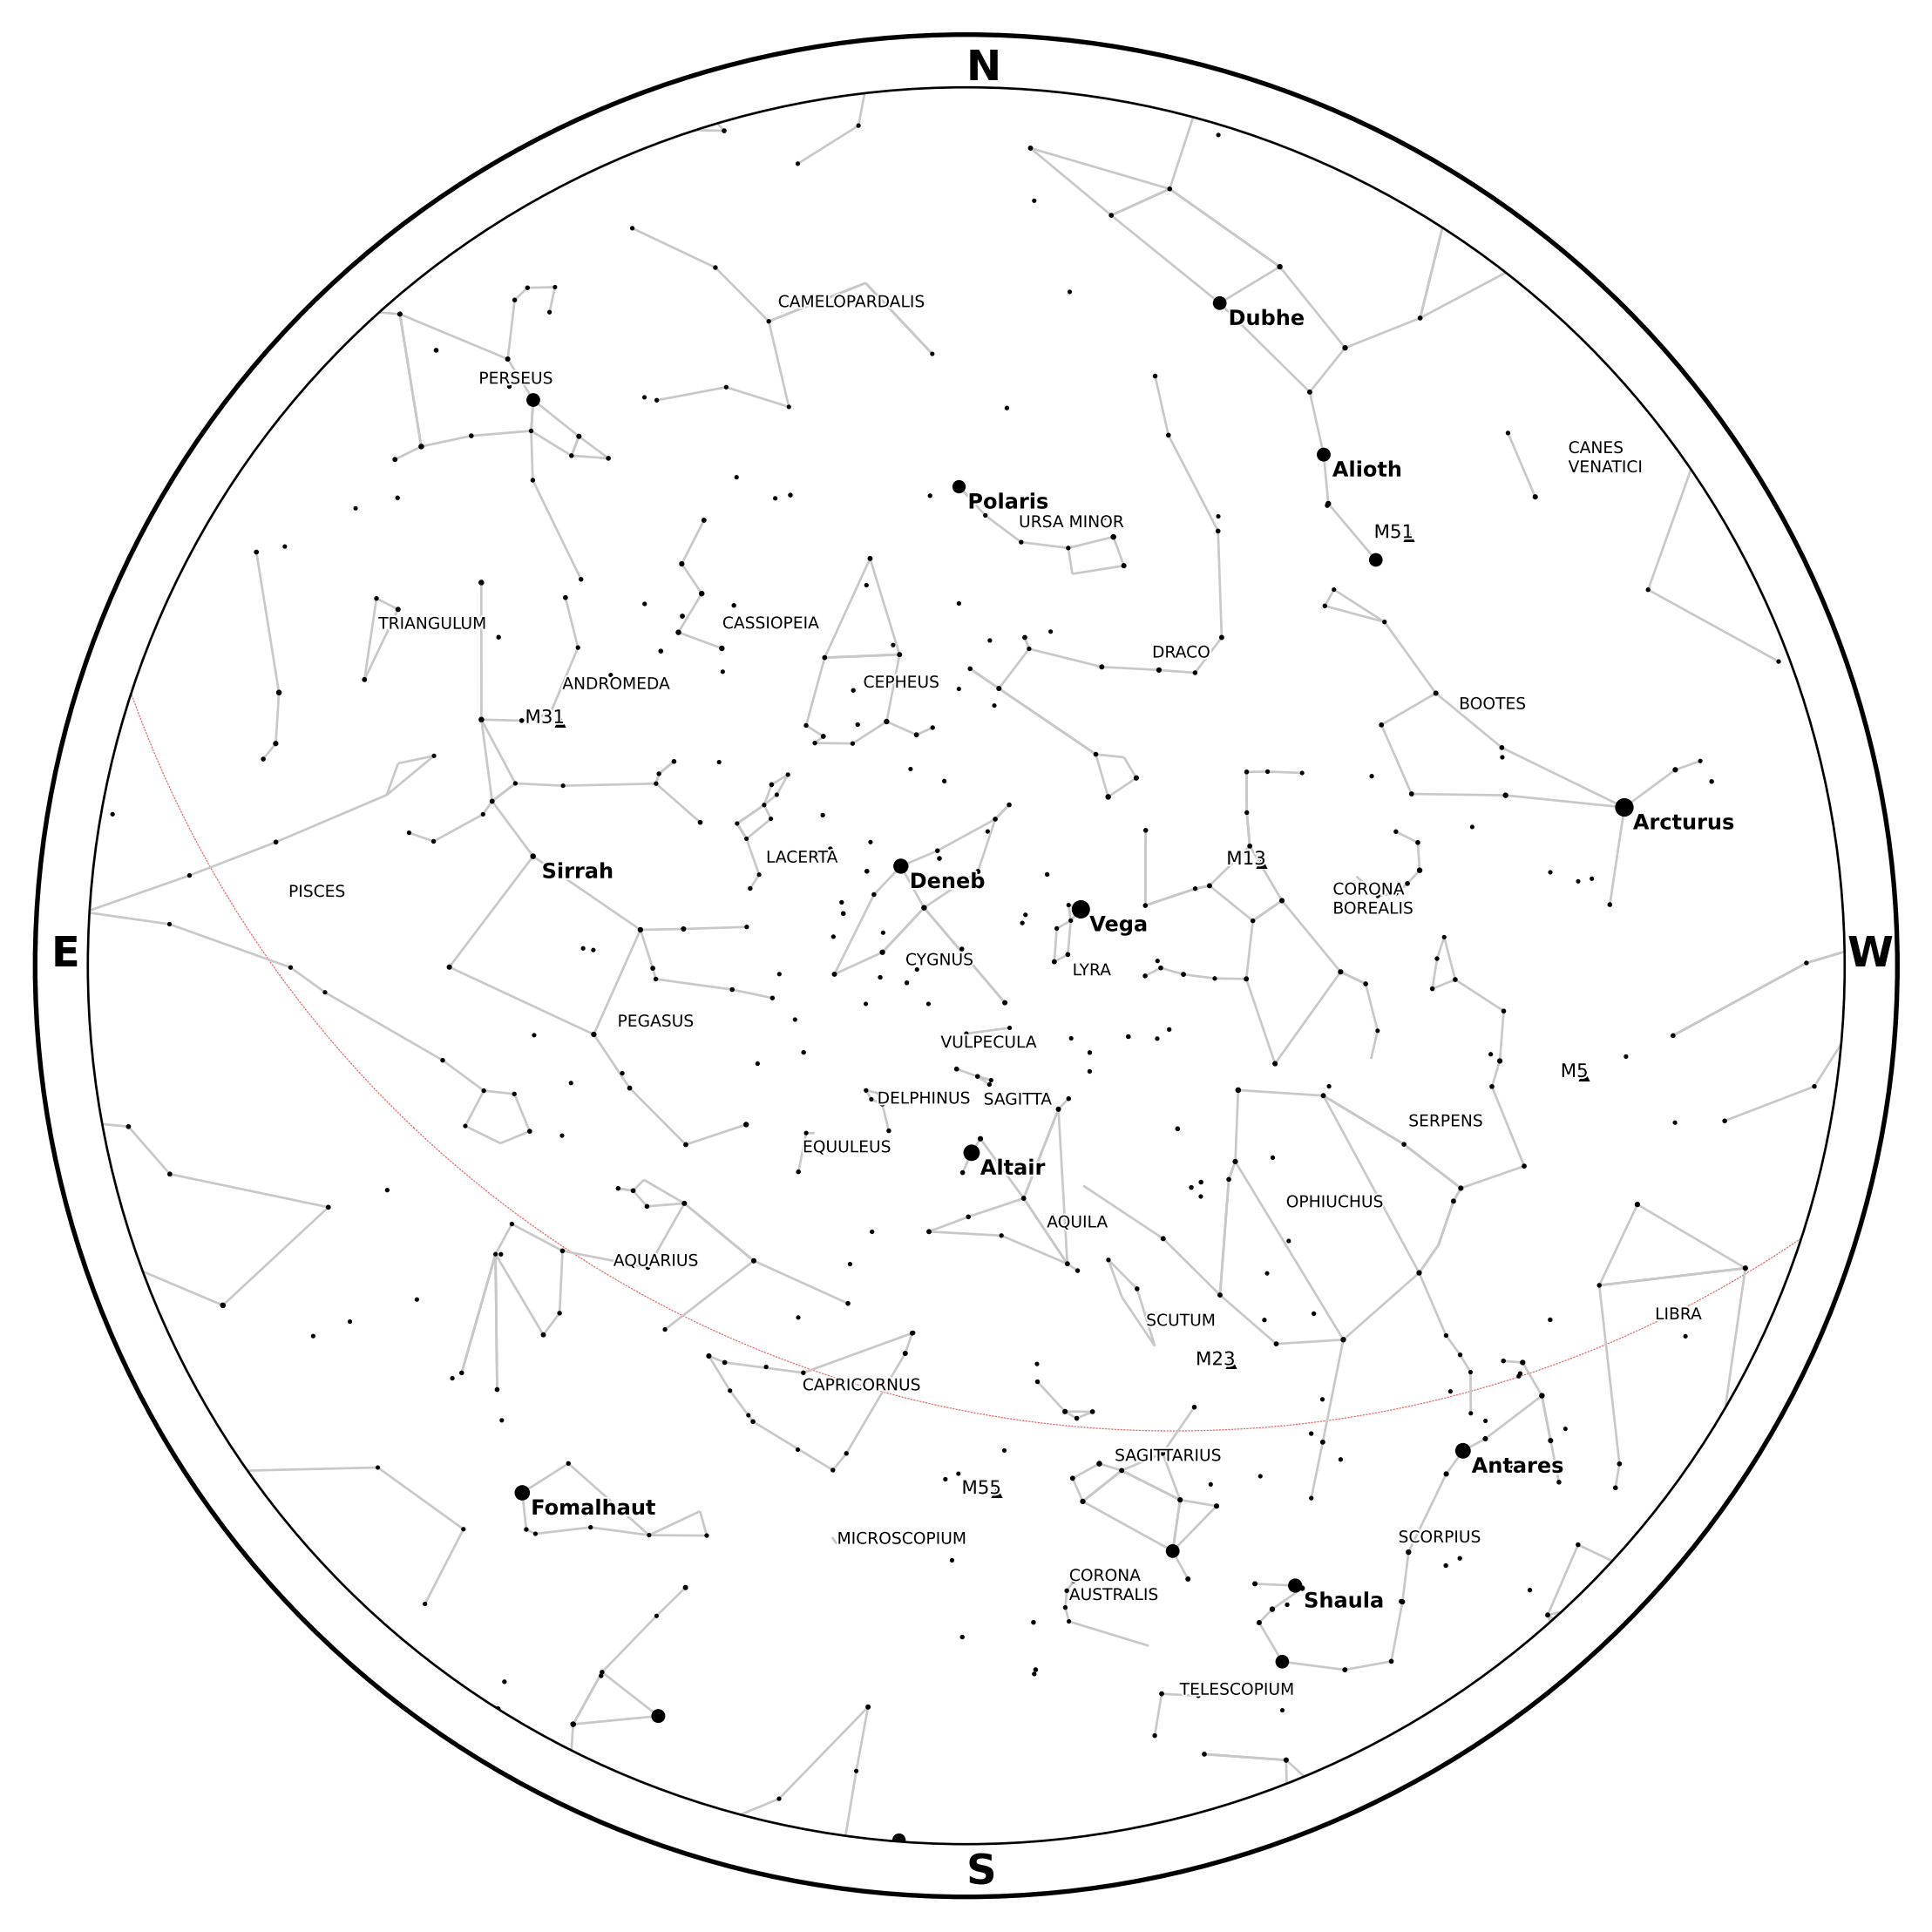 N
CAMELOPARDALIS
Dubhe
PERSEUS
CANES
VENATICI
Alioth
Polaris
URSA MINOR
M51
TRIANGULUM
CASSIOPEIA
DRACO
ANDROMEDA
CEPHEUS
BOOTES
M31
Arcturus
LACERTA
M13
Sirrah
Deneb
PISCES
CORONA
BOREALIS
Vega
E
W
CYGNUS
LYRA
PEGASUS
VULPECULA
M5
DELPHINUS
SAGITTA
SERPENS
EQUULEUS
Altair
OPHIUCHUS
AQUILA
AQUARIUS
LIBRA
SCUTUM
M23
CAPRICORNUS
SAGITTARIUS
Antares
M55
Fomalhaut
MICROSCOPIUM
SCORPIUS
CORONA
AUSTRALIS
Shaula
TELESCOPIUM
S